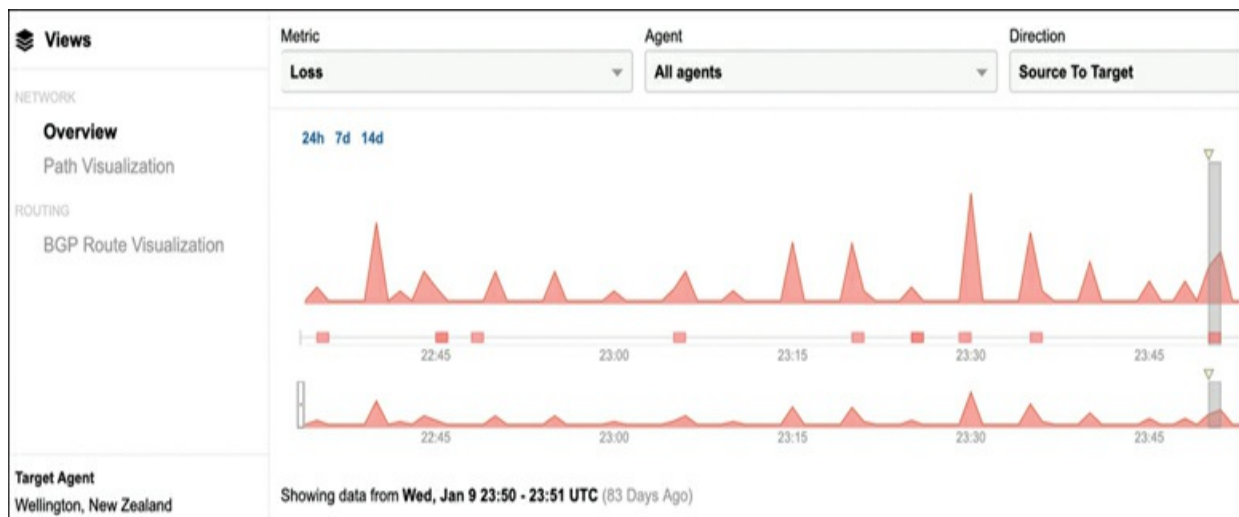 Views
NETWORK
Overview
Path Visualization
ROUTING
BGP Route Visualization
Target Agent
Wellington, New Zealand
Metric
Loss
Agent
All agents
Direction
Source To Target
24h 7d 14d
22:45 23:00 23:15 23:30 23:45
22:45 23:00 23:15 23:30 23:45
Showing data from Wed, Jan 9 23:50 - 23:51 UTC (83 Days Ago)